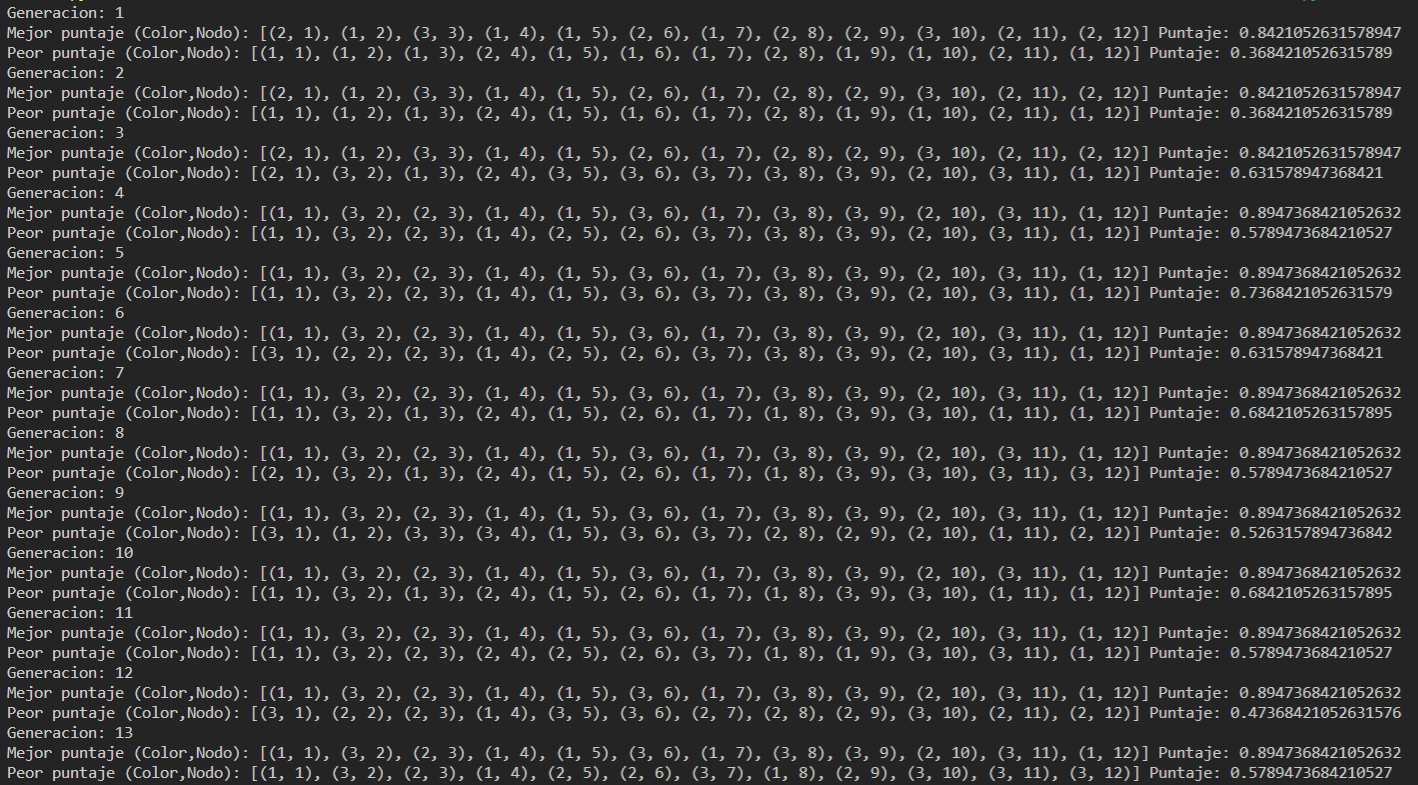 Generacion: 1
Mejor puntaje (Color,Nodo): [(2, 1), (1, 2), (3, 3), (1, 4), (1, 5), (2, 6), (1, 7), (2, 8), (2, 9), (3, 10), (2, 11), (2, 12)] Puntaje: 0.8421052631578947
Peor puntaje (Color,Nodo): [(1, 1), (1, 2), (1, 3), (2, 4), (1, 5), (1, 6), (1, 7), (2, 8), (1, 9), (1, 10), (2, 11), (1, 12)] Puntaje: 0.3684210526315789
Generacion: 2
Mejor puntaje (Color,Nodo): [(2, 1), (1, 2), (3, 3), (1, 4), (1, 5), (2, 6), (1, 7), (2, 8), (2, 9), (3, 10), (2, 11), (2, 12)] Puntaje: 0.8421052631578947
Peor puntaje (Color,Nodo): [(1, 1), (1, 2), (1, 3), (2, 4), (1, 5), (1, 6), (1, 7), (2, 8), (1, 9), (1, 10), (2, 11), (1, 12)] Puntaje: 0.3684210526315789
Generacion: 3
Mejor puntaje (Color,Nodo): [(2, 1), (1, 2), (3, 3), (1, 4), (1, 5), (2, 6), (1, 7), (2, 8), (2, 9), (3, 10), (2, 11), (2, 12)] Puntaje: 0.8421052631578947
Peor puntaje (Color,Nodo): [(2, 1), (3, 2), (1, 3), (2, 4), (3, 5), (3, 6), (3, 7), (3, 8), (3, 9), (2, 10), (3, 11), (1, 12)] Puntaje: 0.631578947368421
Generacion: 4
Mejor puntaje (Color,Nodo): [(1, 1), (3, 2), (2, 3), (1, 4), (1, 5), (3, 6), (1, 7), (3, 8), (3, 9), (2, 10), (3, 11), (1, 12)] Puntaje: 0.8947368421052632
Peor puntaje (Color,Nodo): [(1, 1), (3, 2), (2, 3), (1, 4), (2, 5), (2, 6), (3, 7), (3, 8), (3, 9), (2, 10), (3, 11), (1, 12)] Puntaje: 0.5789473684210527
Generacion: 5
Mejor puntaje (Color,Nodo): [(1, 1), (3, 2), (2, 3), (1, 4), (1, 5), (3, 6), (1, 7), (3, 8), (3, 9), (2, 10), (3, 11), (1, 12)] Puntaje: 0.8947368421052632
Peor puntaje (Color,Nodo): [(1, 1), (3, 2), (2, 3), (1, 4), (1, 5), (3, 6), (3, 7), (3, 8), (3, 9), (2, 10), (3, 11), (1, 12)] Puntaje: 0.7368421052631579
Generacion: 6
Mejor puntaje (Color,Nodo): [(1, 1), (3, 2), (2, 3), (1, 4), (1, 5), (3, 6), (1, 7), (3, 8), (3, 9), (2, 10), (3, 11), (1, 12)] Puntaje: 0.8947368421052632
Peor puntaje (Color,Nodo): [(3, 1), (2, 2), (2, 3), (1, 4), (2, 5), (2, 6), (3, 7), (3, 8), (3, 9), (2, 10), (3, 11), (1, 12)] Puntaje: 0.631578947368421
Generacion: 7
Mejor puntaje (Color,Nodo): [(1, 1), (3, 2), (2, 3), (1, 4), (1, 5), (3, 6), (1, 7), (3, 8), (3, 9), (2, 10), (3, 11), (1, 12)] Puntaje: 0.8947368421052632
Peor puntaje (Color,Nodo): [(1, 1), (3, 2), (1, 3), (2, 4), (1, 5), (2, 6), (1, 7), (1, 8), (3, 9), (3, 10), (1, 11), (1, 12)] Puntaje: 0.6842105263157895
Generacion: 8
Mejor puntaje (Color,Nodo): [(1, 1), (3, 2), (2, 3), (1, 4), (1, 5), (3, 6), (1, 7), (3, 8), (3, 9), (2, 10), (3, 11), (1, 12)] Puntaje: 0.8947368421052632
Peor puntaje (Color,Nodo): [(2, 1), (3, 2), (1, 3), (2, 4), (1, 5), (2, 6), (1, 7), (1, 8), (3, 9), (3, 10), (3, 11), (3, 12)] Puntaje: 0.5789473684210527
Generacion: 9
Mejor puntaje (Color,Nodo): [(1, 1), (3, 2), (2, 3), (1, 4), (1, 5), (3, 6), (1, 7), (3, 8), (3, 9), (2, 10), (3, 11), (1, 12)] Puntaje: 0.8947368421052632
Peor puntaje (Color,Nodo): [(3, 1), (1, 2), (3, 3), (3, 4), (1, 5), (3, 6), (3, 7), (2, 8), (2, 9), (2, 10), (1, 11), (2, 12)] Puntaje: 0.5263157894736842
Generacion: 10
Mejor puntaje (Color,Nodo): [(1, 1), (3, 2), (2, 3), (1, 4), (1, 5), (3, 6), (1, 7), (3, 8), (3, 9), (2, 10), (3, 11), (1, 12)] Puntaje: 0.8947368421052632
Peor puntaje (Color,Nodo): [(1, 1), (3, 2), (1, 3), (2, 4), (1, 5), (2, 6), (1, 7), (1, 8), (3, 9), (3, 10), (1, 11), (1, 12)] Puntaje: 0.6842105263157895
Generacion: 11
Mejor puntaje (Color,Nodo): [(1, 1), (3, 2), (2, 3), (1, 4), (1, 5), (3, 6), (1, 7), (3, 8), (3, 9), (2, 10), (3, 11), (1, 12)] Puntaje: 0.8947368421052632
Peor puntaje (Color,Nodo): [(1, 1), (3, 2), (2, 3), (2, 4), (2, 5), (2, 6), (3, 7), (1, 8), (1, 9), (3, 10), (3, 11), (1, 12)] Puntaje: 0.5789473684210527
Generacion: 12
Mejor puntaje (Color,Nodo): [(1, 1), (3, 2), (2, 3), (1, 4), (1, 5), (3, 6), (1, 7), (3, 8), (3, 9), (2, 10), (3, 11), (1, 12)] Puntaje: 0.8947368421052632
Peor puntaje (Color,Nodo): [(3, 1), (2, 2), (2, 3), (1, 4), (3, 5), (3, 6), (2, 7), (2, 8), (2, 9), (3, 10), (2, 11), (2, 12)] Puntaje: 0.47368421052631576
Generacion: 13
Mejor puntaje (Color,Nodo): [(1, 1), (3, 2), (2, 3), (1, 4), (1, 5), (3, 6), (1, 7), (3, 8), (3, 9), (2, 10), (3, 11), (1, 12)] Puntaje: 0.8947368421052632
Peor puntaje (Color,Nodo): [(1, 1), (3, 2), (2, 3), (1, 4), (2, 5), (2, 6), (3, 7), (1, 8), (2, 9), (3, 10), (3, 11), (3, 12)] Puntaje: 0.5789473684210527